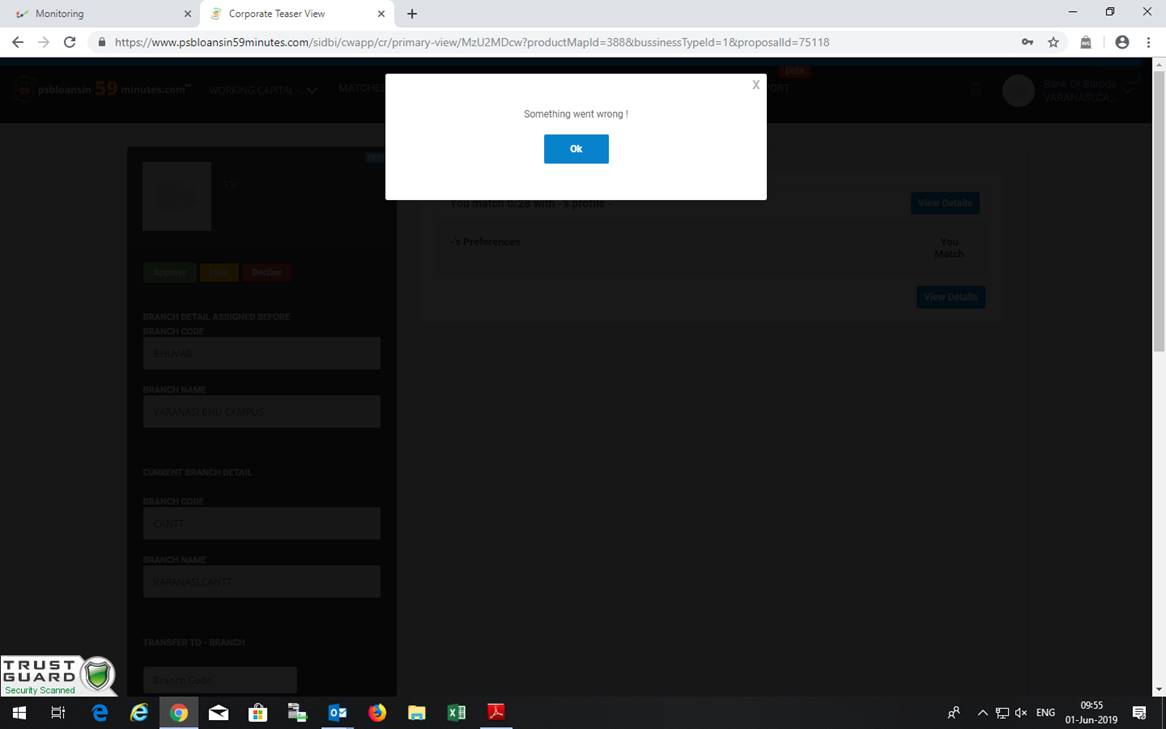 Monitoring
Corporate Teaser View
https://www.psbloansin59minutes.com/sidbi/cwapp/cr/primary-view/MzU2MDcw?productMapId=388&bussinessTypeId=1&proposalId=75118
psbloansin 59 minutes.com
WORKING CAPITAL -...
MATCHE
Beta
ORT
Bank Of Baroda
VARANASI,CA...
X
Something went wrong !
Ok
You match 0/28 with -'s profile -
View Details
-'s Preferences
You
Match
View Details
Approve
Hold
Decline
BRANCH DETAIL ASSIGNED BEFORE
BRANCH CODE
BHUVAR
BRANCH NAME
VARANASI BHU CAMPUS
CURRENT BRANCH DETAIL
BRANCH CODE
CANTT
BRANCH NAME
VARANASI,CANTT
TRANSFER TO - BRANCH
Branch Code
TRUST
GUARD
Security Scanned
ENG
09:55
01-Jun-2019